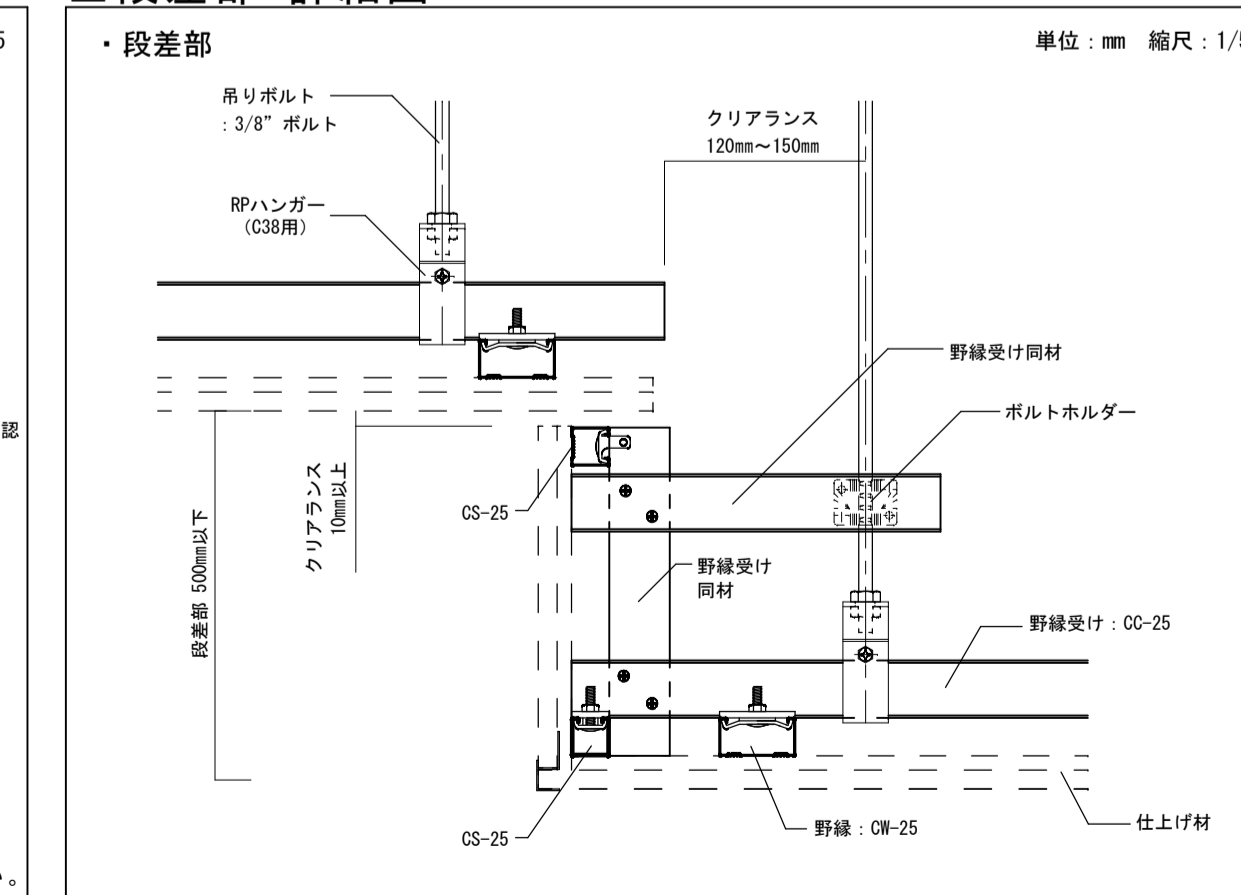 ・段差部
単位：mm 縮尺：1/5
吊りボルト
：3/8”ボルト
クリアランス
120mm～150mm
RPハンガー
（C38用）
野縁受け同材
ボルトホルダー
認
クリアランス
10mm以上
CS-25
段差部 500mm以下
野縁受け
同材
野縁受け：CC-25
CS-25
野縁：CW-25
仕上げ材
。